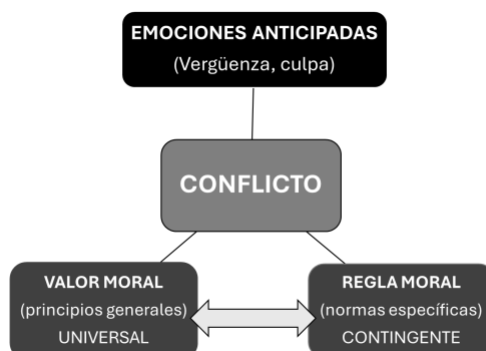 EMOCIONES ANTICIPADAS
(Vergüenza, culpa)
CONFLICTO
VALOR MORAL
(principios generales)
UNIVERSAL
REGLA MORAL
(normas específicas)
CONTINGENTE